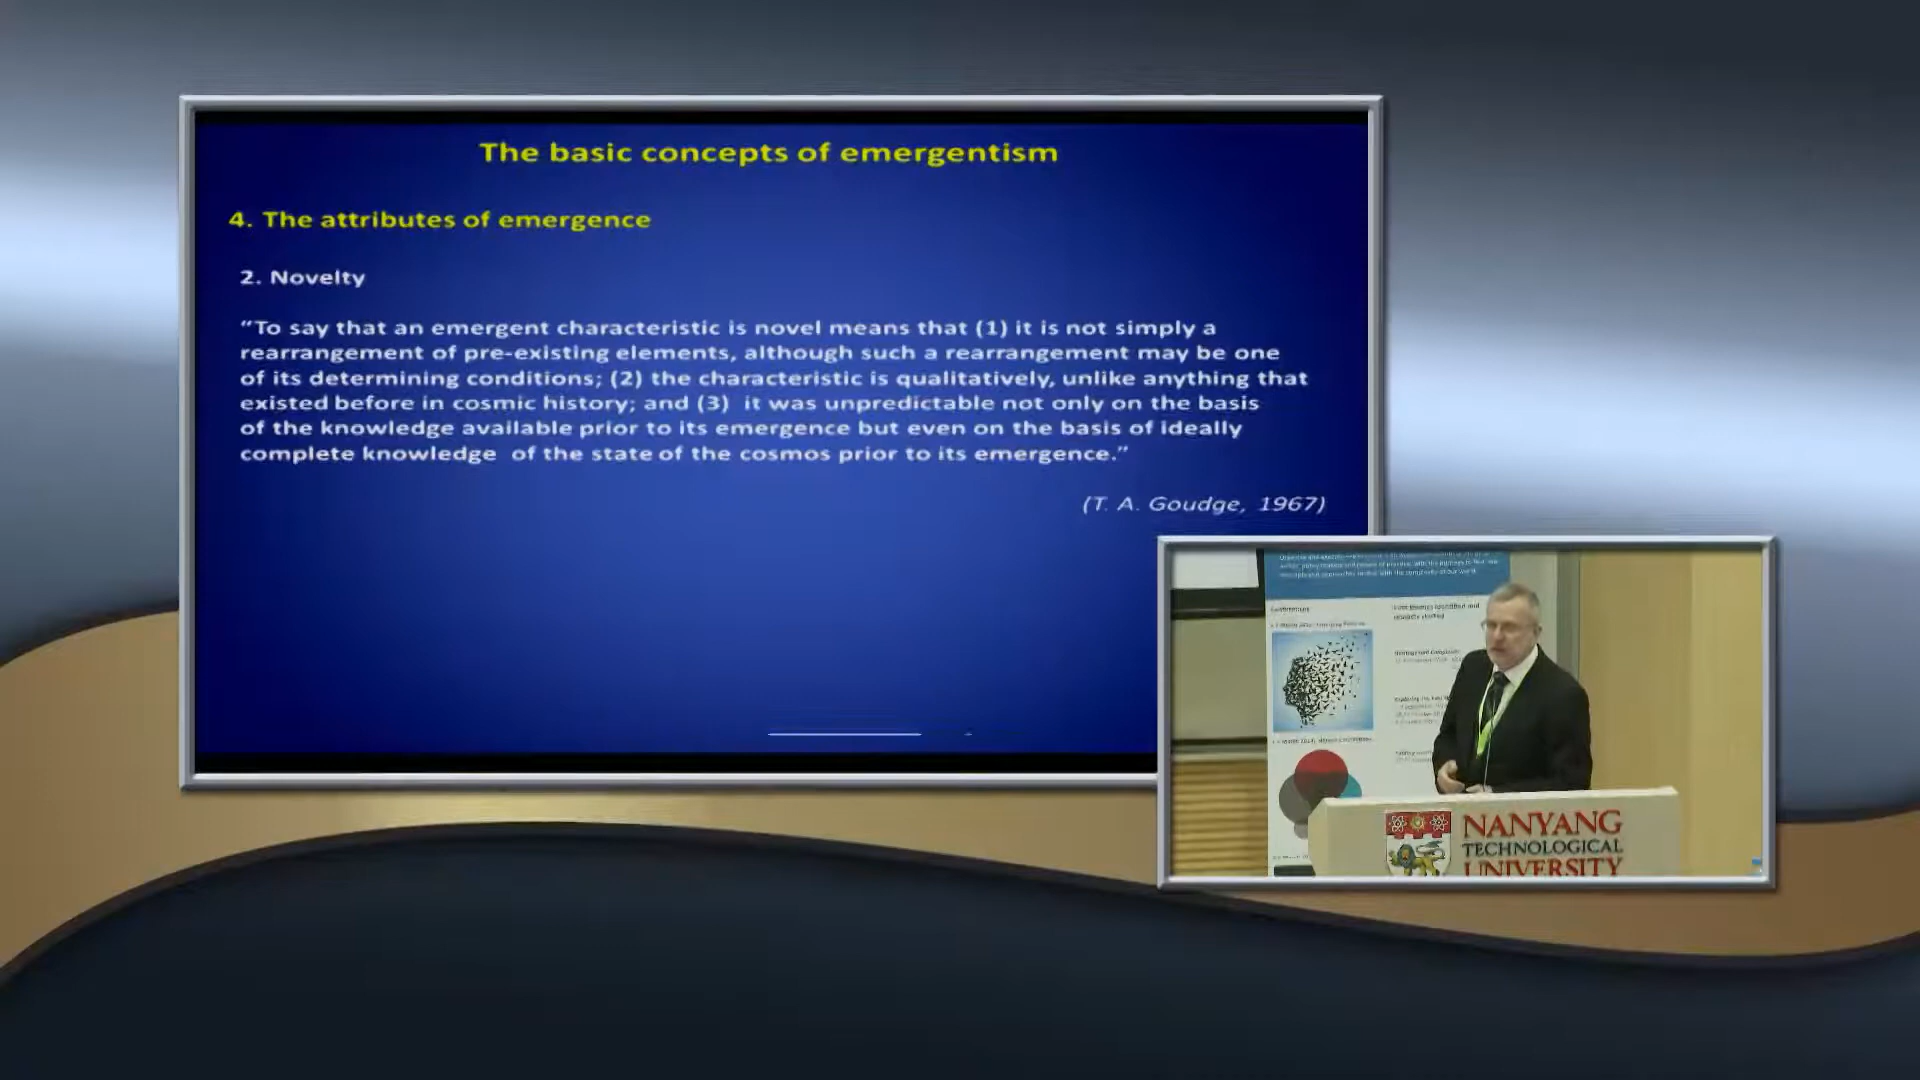 The basic concepts of emergentism
4. The attributes of emergence
2. Novelty
“To say that an emergent characteristic is novel means that (1) it is not simply a
rearrangement of pre-existing elements, although such a rearrangement may be one
of its determining conditions; (2) the characteristic is qualitatively, unlike anything that
existed before in cosmic history; and (3) it was unpredictable not only on the basis
of the knowledge available prior to its emergence but even on the basis of ideally
complete knowledge of the state of the cosmos prior to its emergence.”
(T. A. Goudge, 1967)
NANYANG
TECHNOLOGICAL
UNIVERSITY